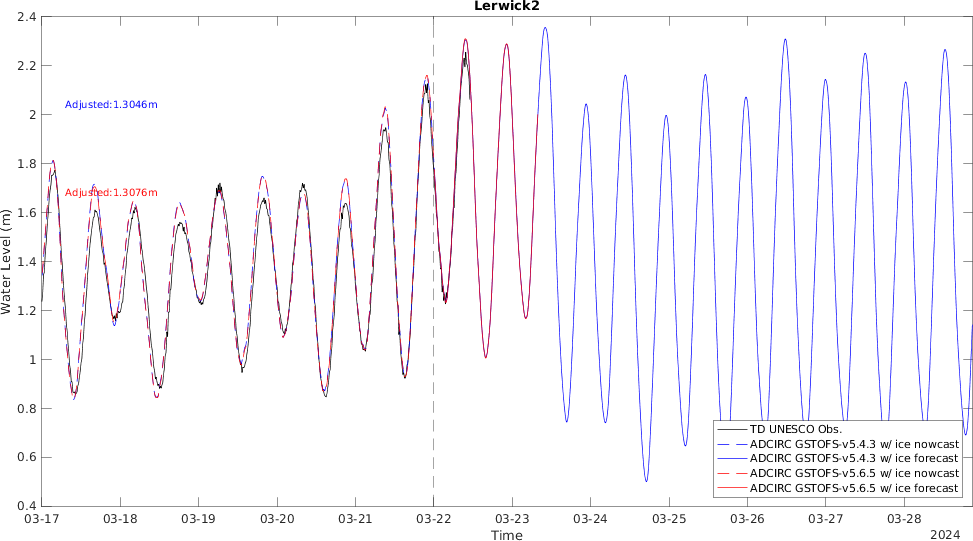 Lerwick2
2.4
2.2
2
1.8
1.6
1.4
1.2
1
0.8
0.6
0.4
Water Level (m)
Adjusted:1.3046m
Adjusted:1.3076m
TD UNESCO Obs.
ADCIRC GSTOFS-v5.4.3 w/ ice nowcast
ADCIRC GSTOFS-v5.4.3 w/ ice forecast
ADCIRC GSTOFS-v5.6.5 w/ ice nowcast
ADCIRC GSTOFS-v5.6.5 w/ ice forecast
03-17 03-18 03-19 03-20 03-21 03-22 03-23 03-24 03-25 03-26 03-27 03-28
Time
2024